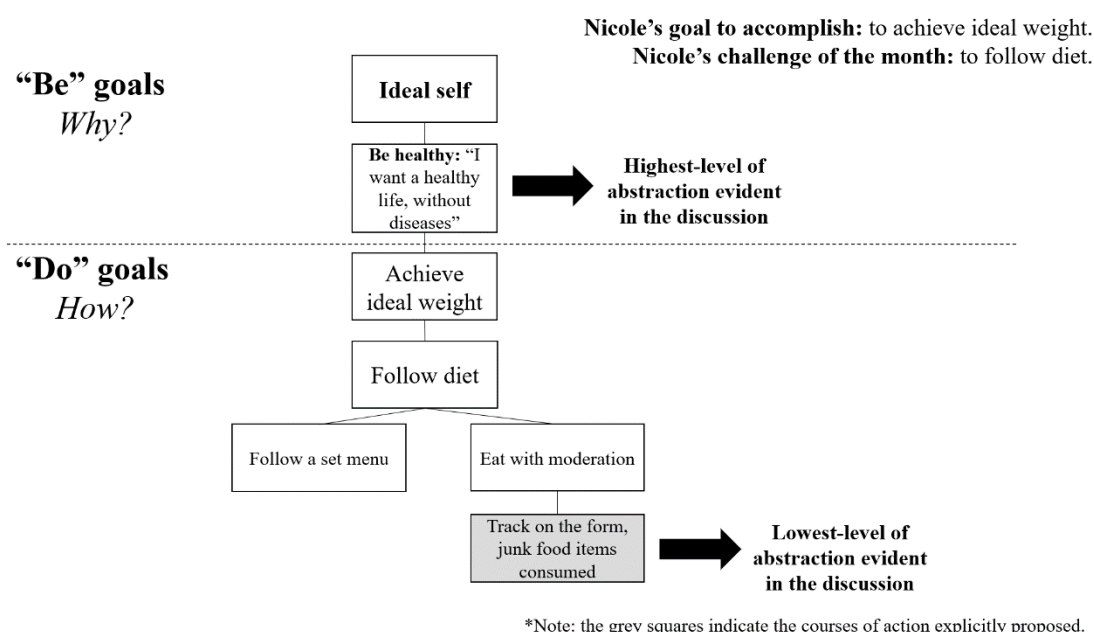 Nicole’s goal to accomplish: to achieve ideal weight.
Nicole’s challenge of the month: to follow diet.
“Be” goals
Why?
Ideal self
Be healthy: “I
want a healthy
life, without
diseases”
Highest-level of
abstraction evident
in the discussion
“Do” goals
How?
Achieve
ideal weight
Follow diet
Follow a set menu
Eat with moderation
Track on the form,
junk food items
consumed
Lowest-level of
abstraction evident
in the discussion
*Note: the grey squares indicate the courses of action explicitly proposed.